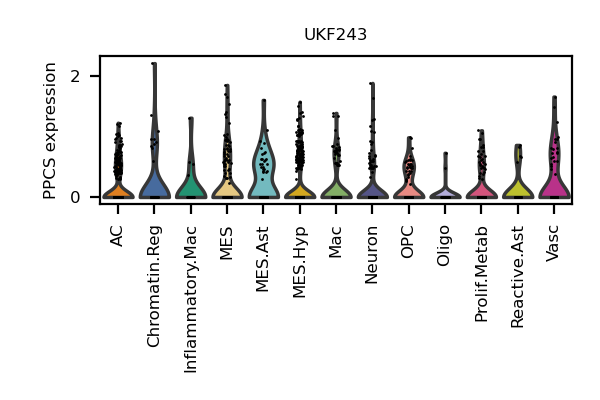 UKF243
PPCS expression
2
0
AC
Chromatin.Reg
Inflammatory.Mac
MES
MES.Ast
MES.Hyp
Mac
Neuron
OPC
Oligo
Prolif.Metab
Reactive.Ast
Vasc